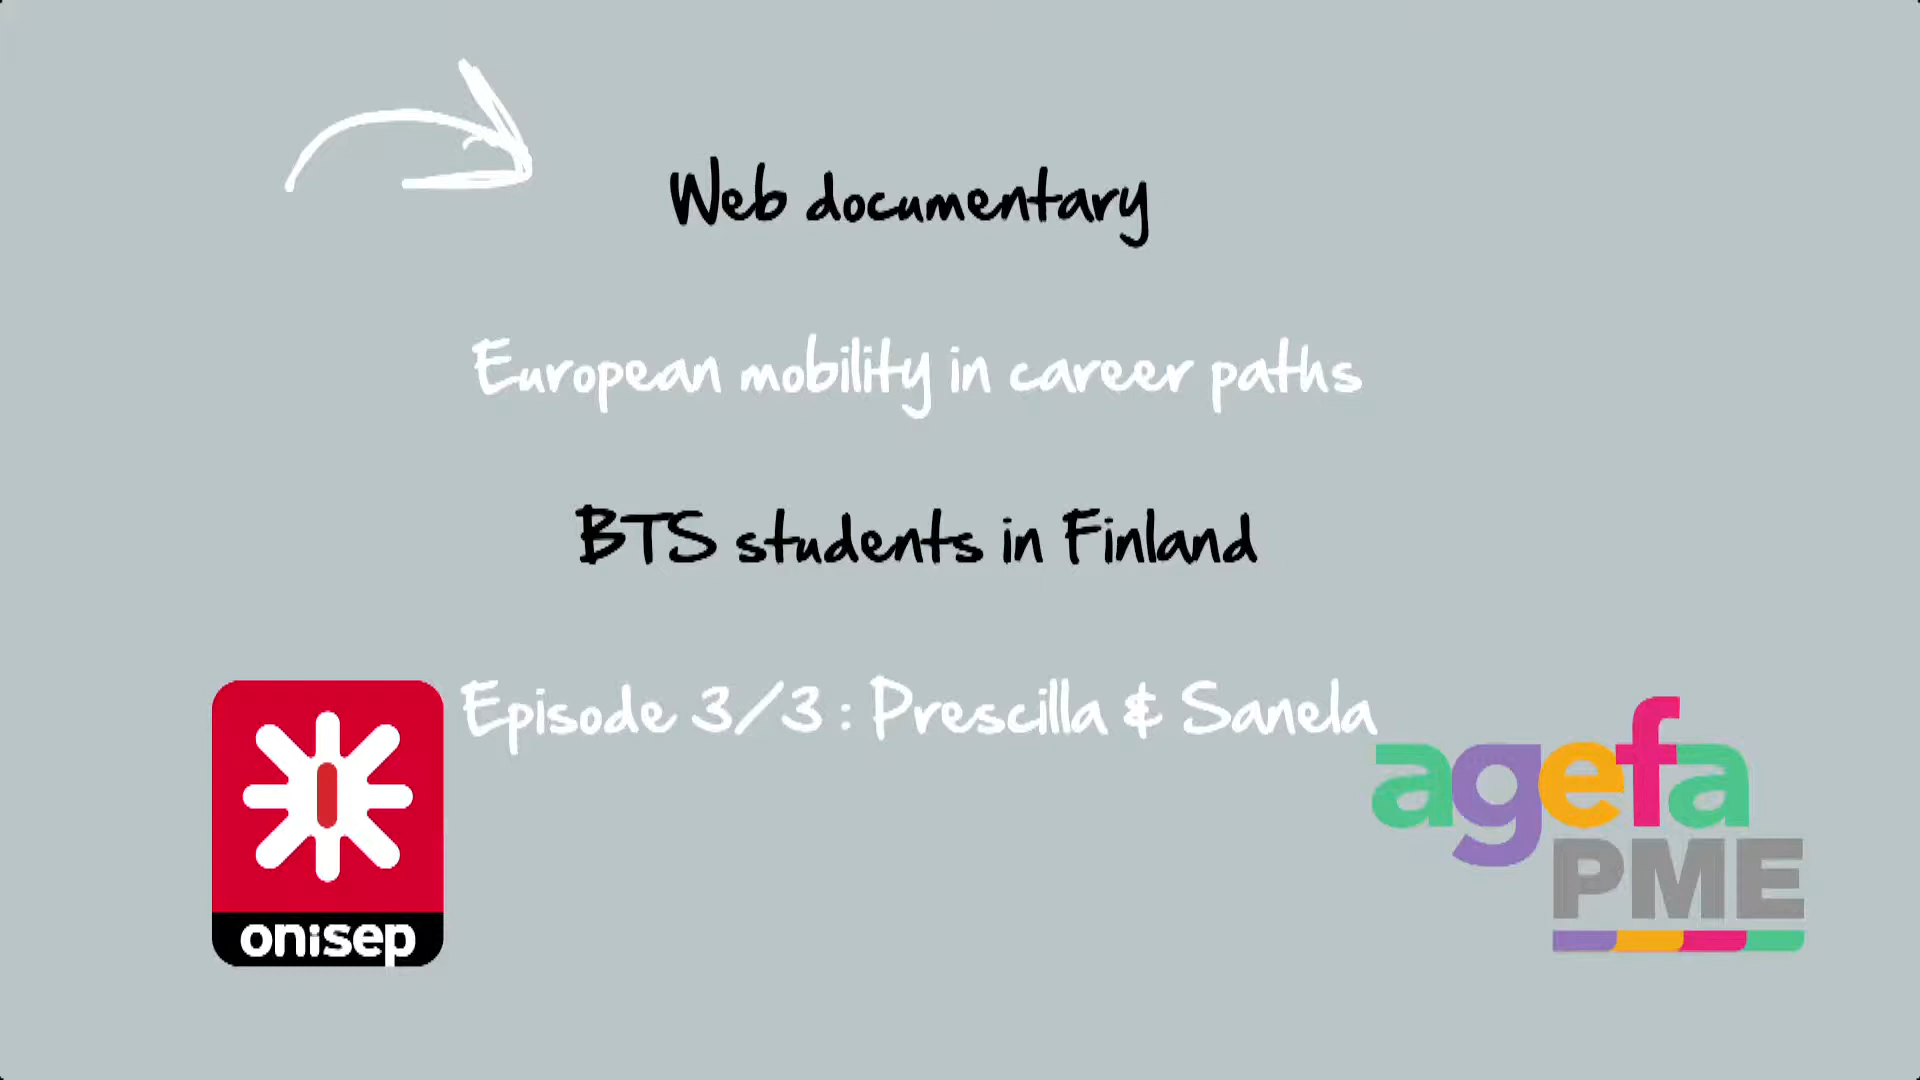 Web documentary
European mobility in career paths
BTS students in Finland
Episode 3/3 : Prescilla & Sanela
onisep
agefa
PME